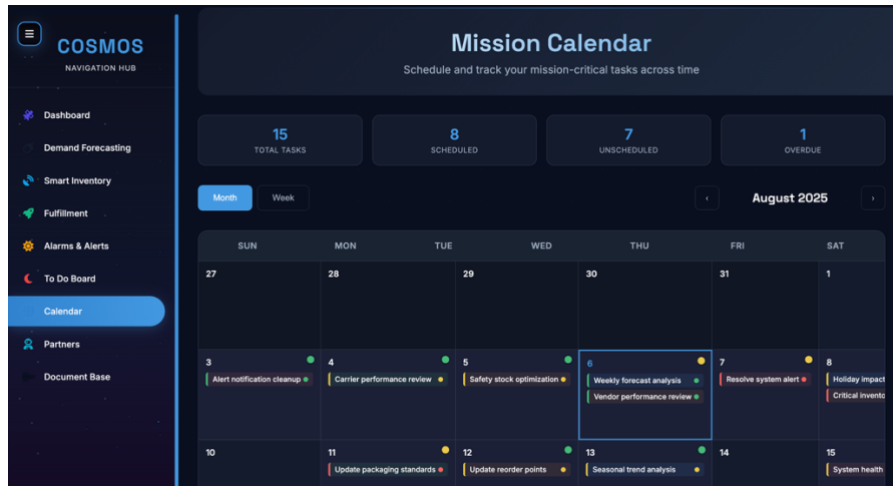 COSMOS
NAVIGATION HUB
Dashboard
Demand Forecasting
Smart Inventory
Fulfillment
Alarms & Alerts
To Do Board
Calendar
Partners
Document Base
Mission Calendar
Schedule and track your mission-critical tasks across time
15
TOTAL TASKS
8
SCHEDULED
7
UNSCHEDULED
1
OVERDUE
Month
Week
‹ August 2025 ›
SUN MON TUE WED THU FRI SAT
27 28 29 30 31 1
3 4 5 6 7 8
Alert notification cleanup
Carrier performance review
Safety stock optimization
Weekly forecast analysis
Vendor performance review
Resolve system alert
Holiday impact
Critical invento
10 11 12 13 14 15
Update packaging standards
Update reorder points
Seasonal trend analysis
System health